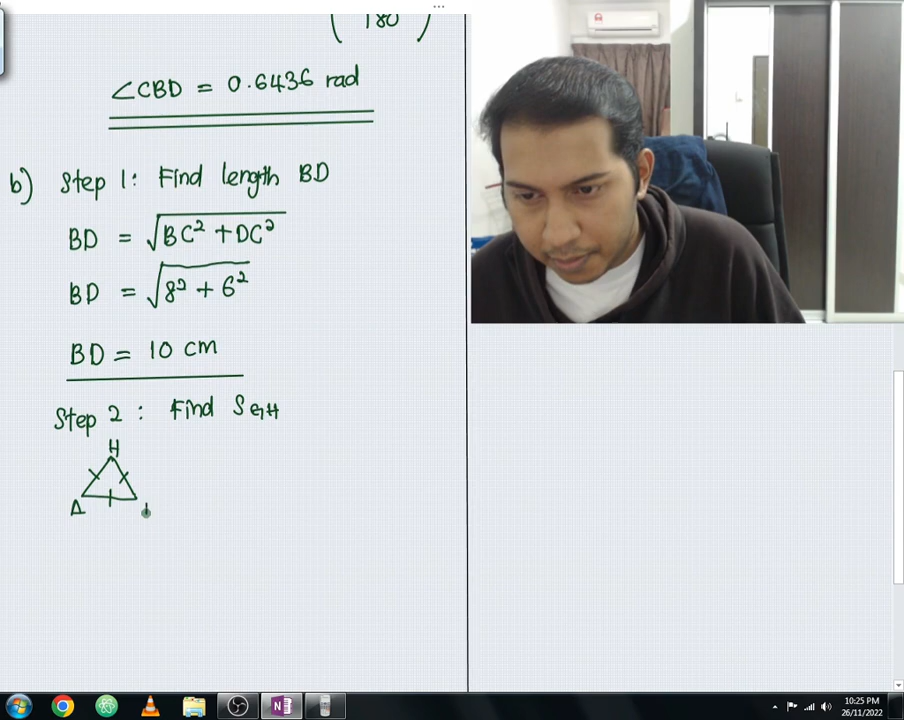 180
∠CBD = 0.6436 rad
b) Step 1: Find length BD
BD = √BC² + DC²
BD = √8² + 6²
BD = 10 cm
Step 2 : Find S
H
A
10:25 PM
26/11/2022